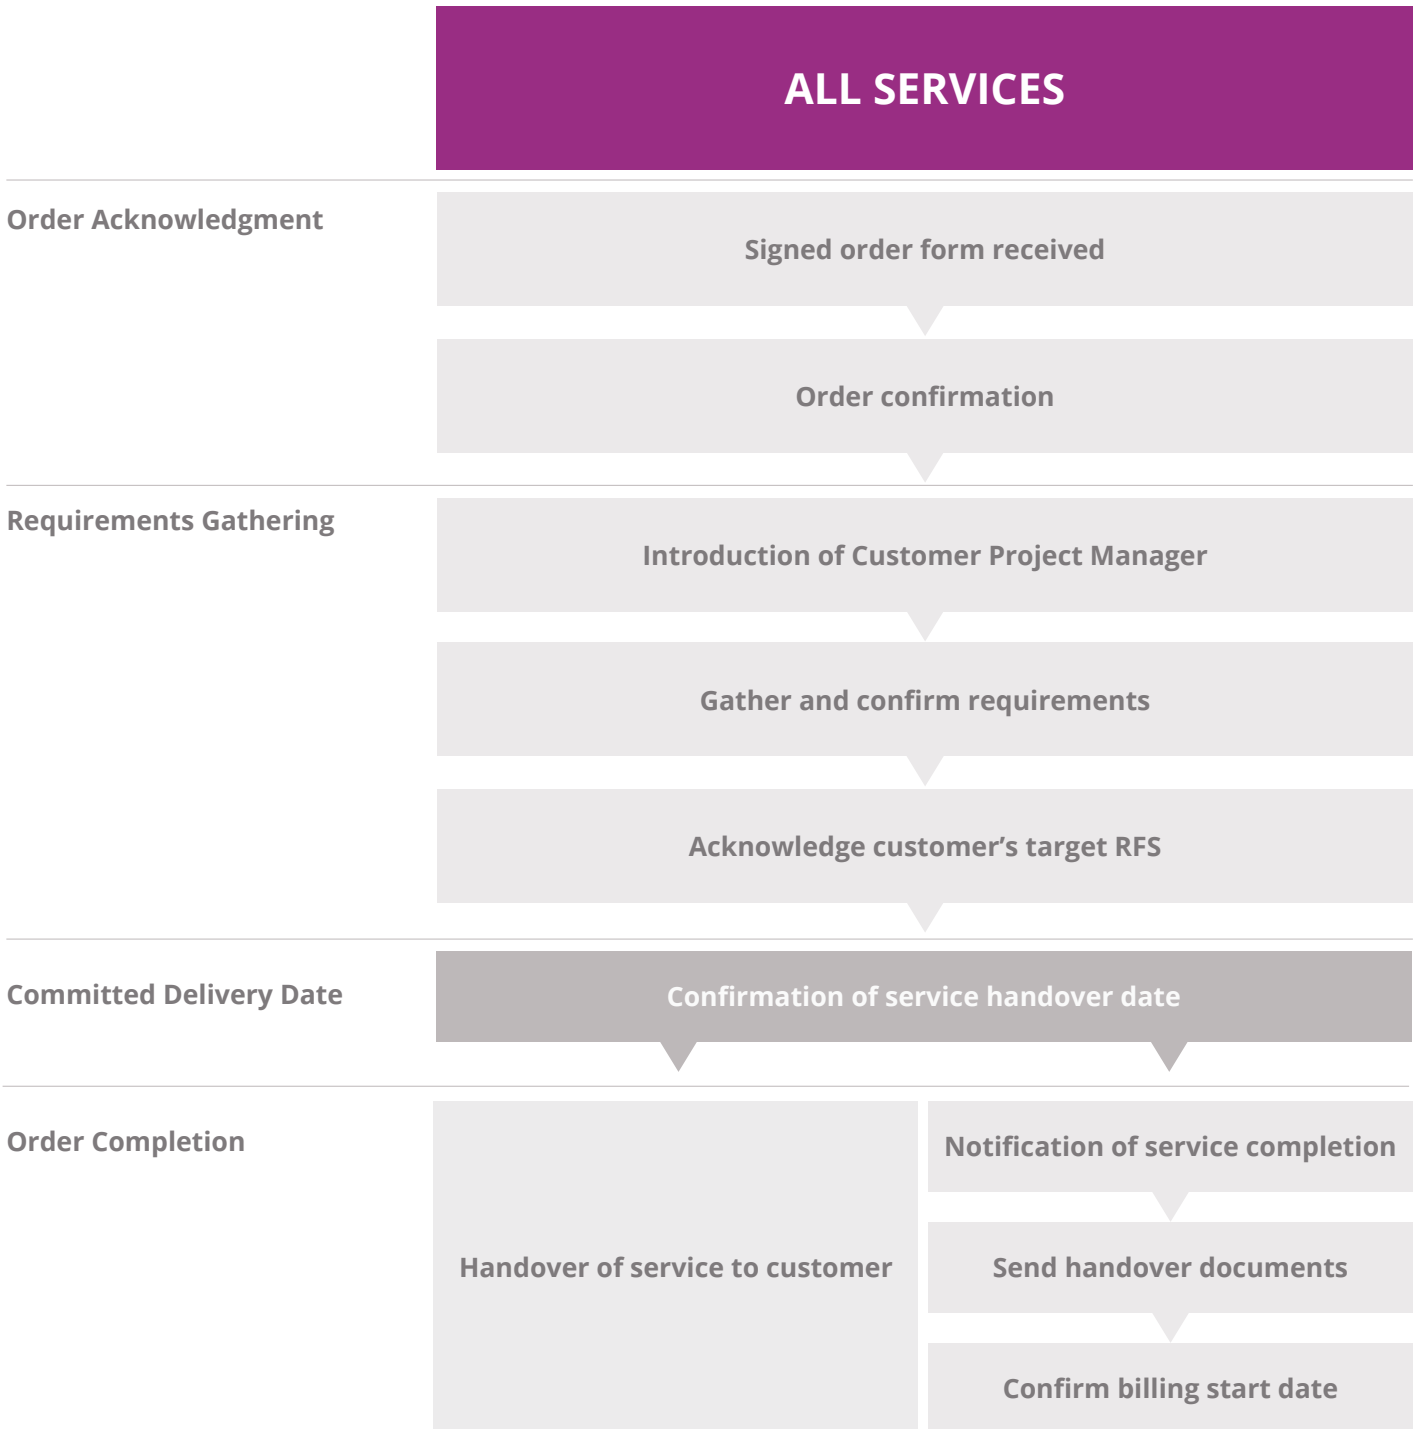 ALL SERVICES
Order Acknowledgment
Signed order form received
Order confirmation
Requirements Gathering
Introduction of Customer Project Manager
Gather and confirm requirements
Acknowledge customer’s target RFS
Committed Delivery Date
Confirmation of service handover date
Order Completion
Handover of service to customer
Notification of service completion
Send handover documents
Confirm billing start date